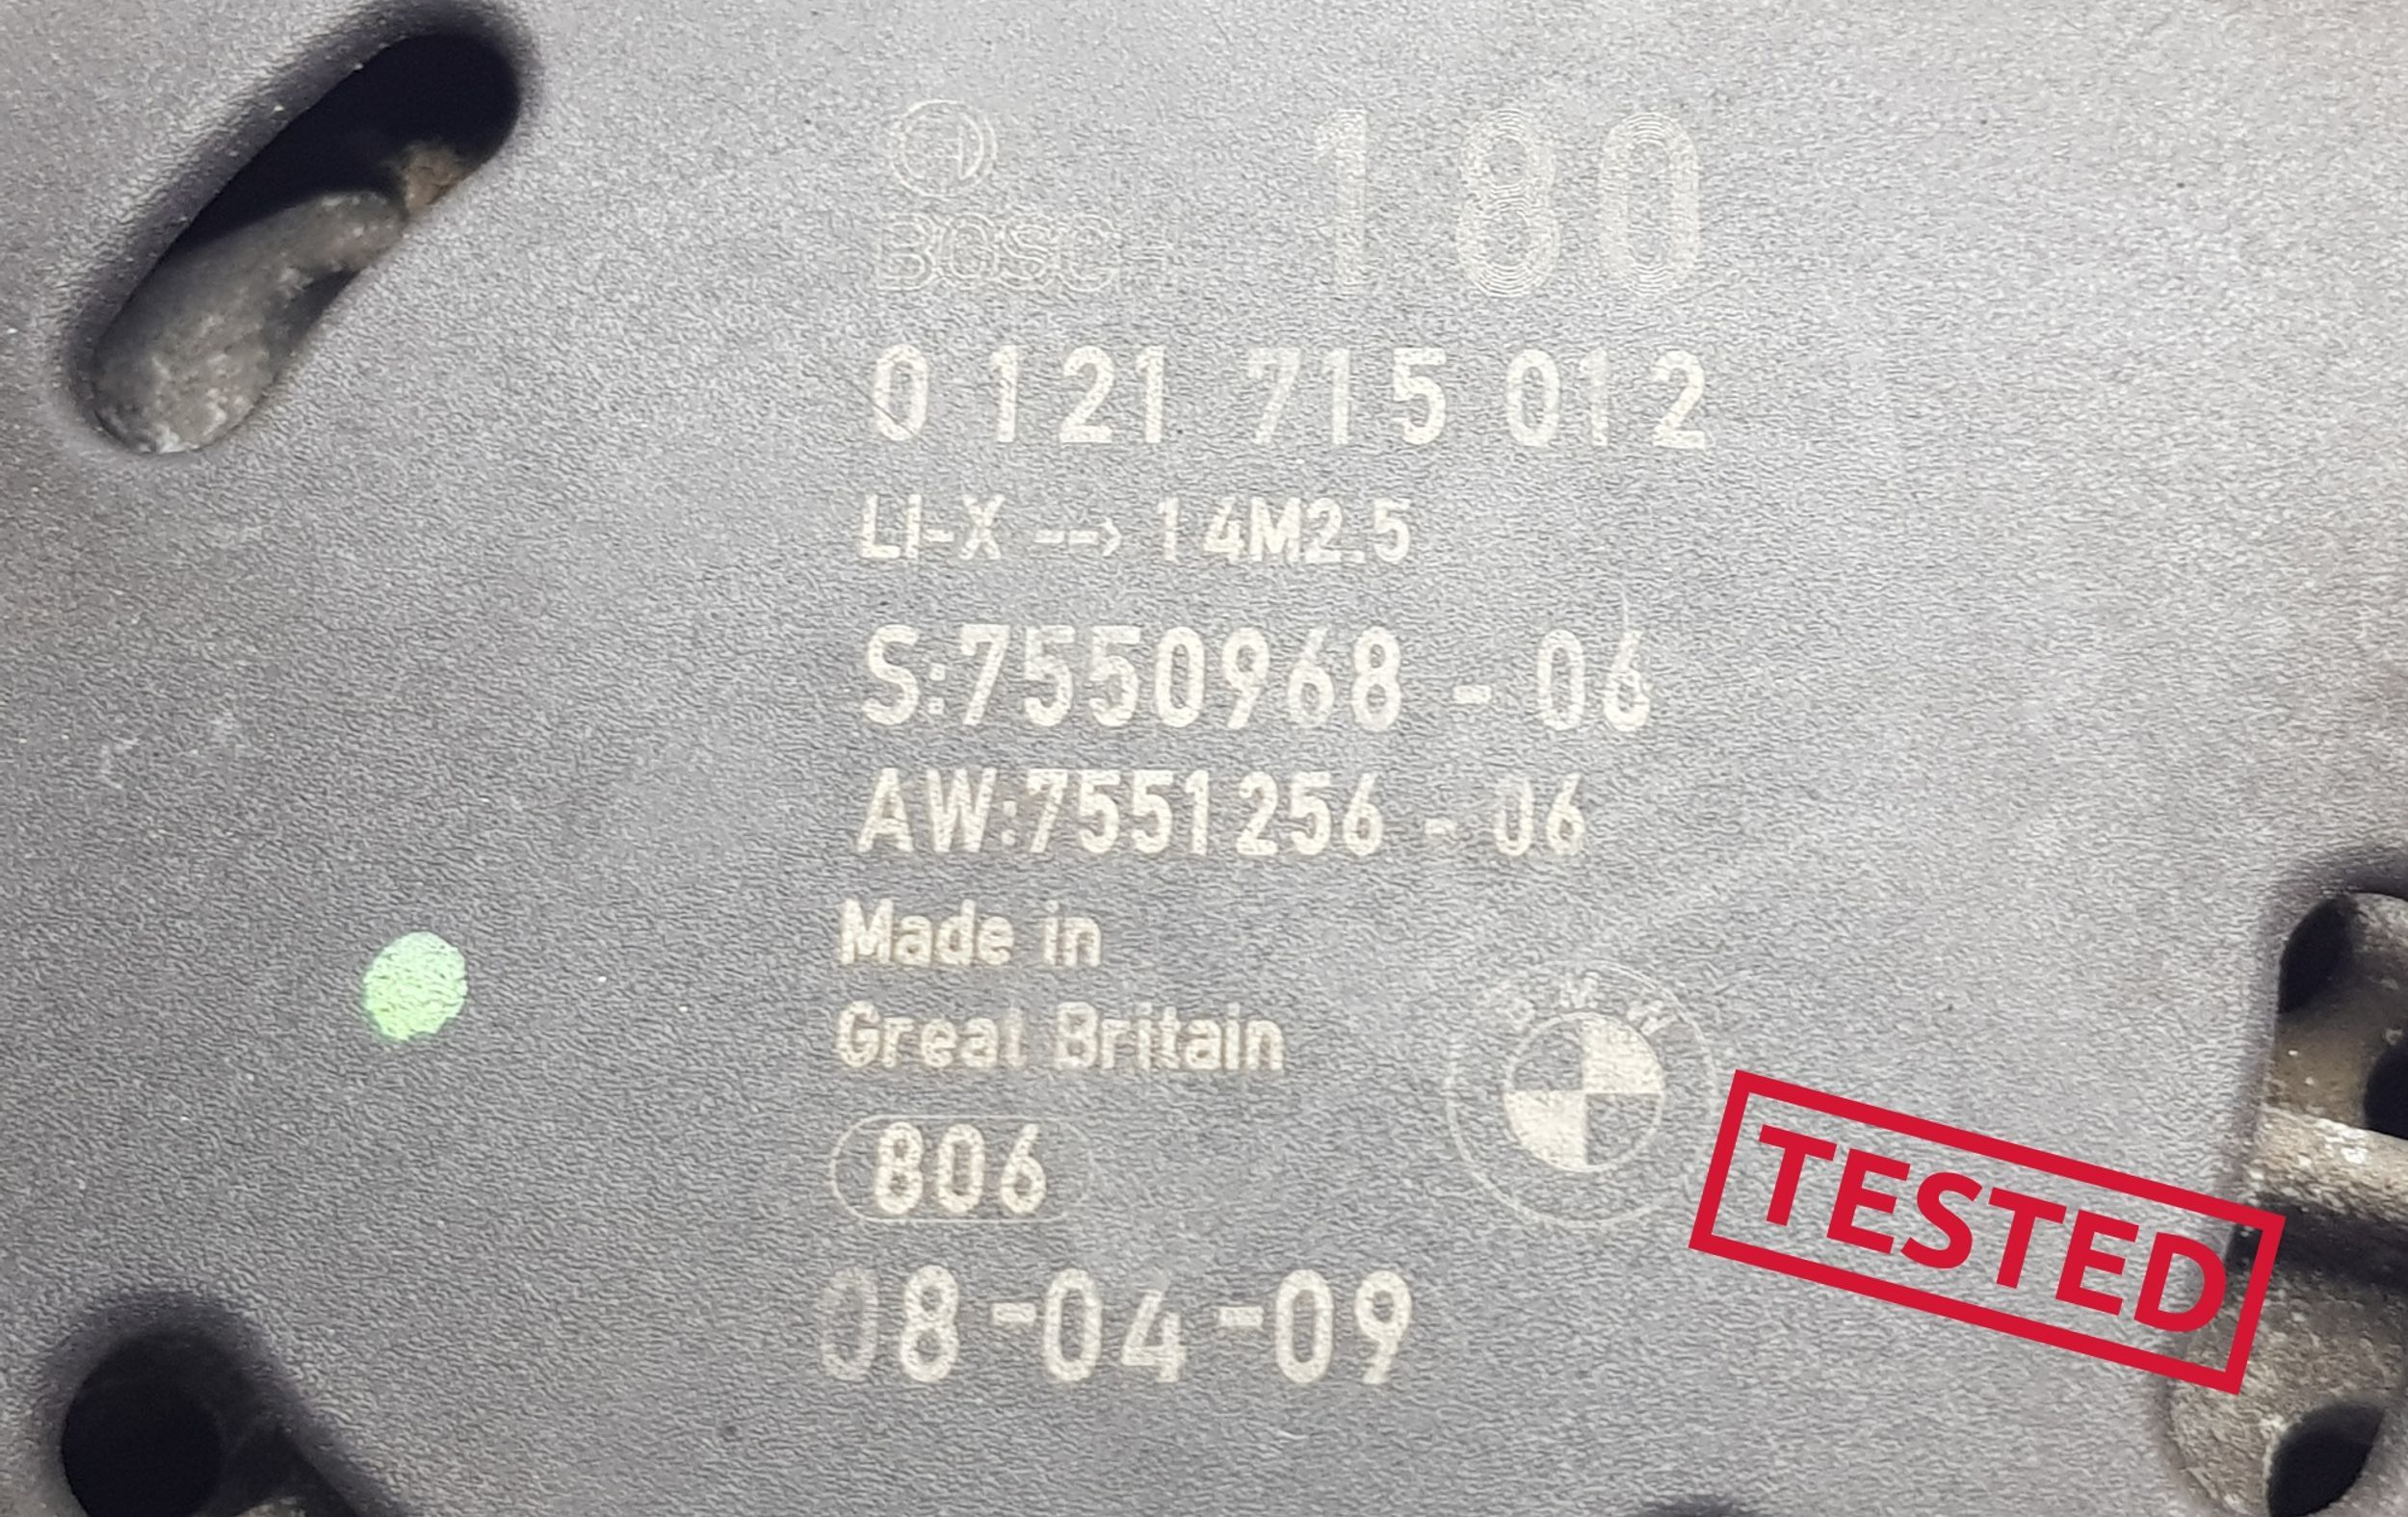 BOSCH 180
0 121 715 012
LI-X --> 14M2.5
S:7550968 - 06
AW:7551256 - 06
Made in
Great Britain
BMW
806
08-04-09
TESTED